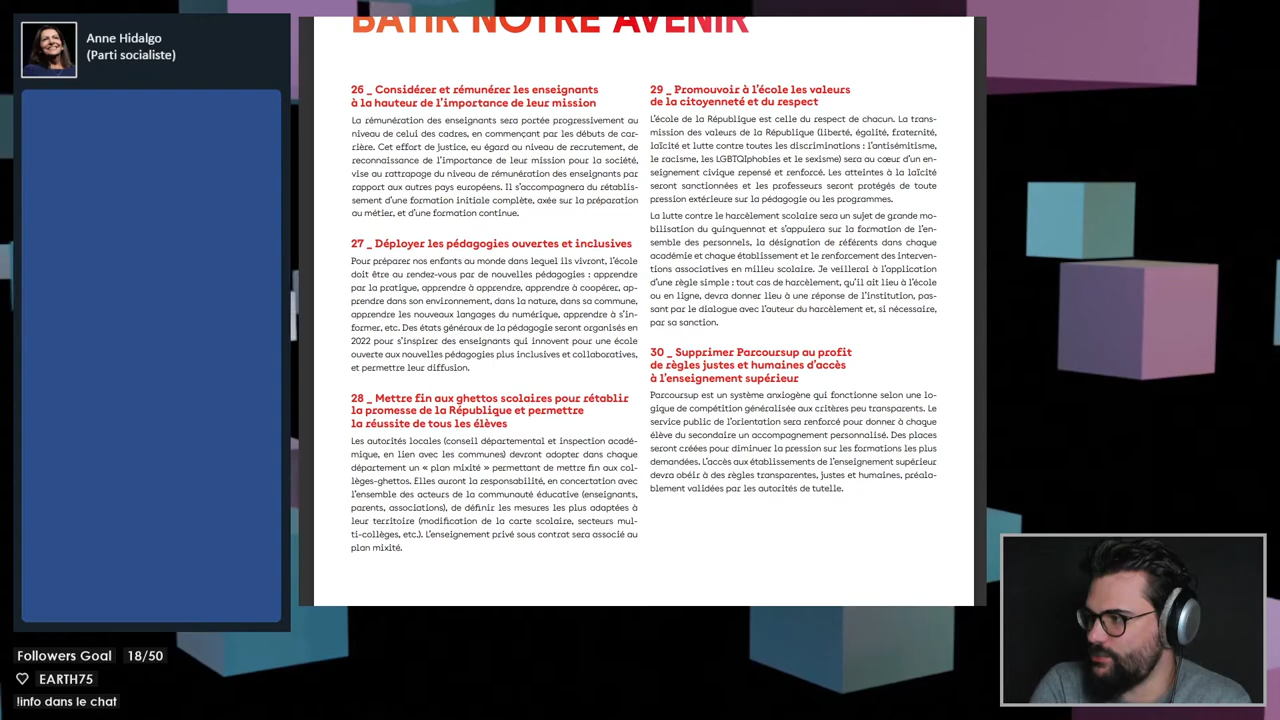 Anne Hidalgo
(Parti socialiste)
BÂTIR NOTRE AVENIR
26 _ Considérer et rémunérer les enseignants
à la hauteur de l'importance de leur mission
La rémunération des enseignants sera portée progressivement au
niveau de celui des cadres, en commençant par les débuts de car-
rière. Cet effort de justice, eu égard au niveau de recrutement, de
reconnaissance de l'importance de leur mission pour la société,
vise au rattrapage du niveau de rémunération des enseignants par
rapport aux autres pays européens. Il s'accompagnera du rétablis-
sement d'une formation initiale complète, axée sur la préparation
au métier, et d'une formation continue.
27 _ Déployer les pédagogies ouvertes et inclusives
Pour préparer nos enfants au monde dans lequel ils vivront, l'école
doit être au rendez-vous par de nouvelles pédagogies : apprendre
par la pratique, apprendre à apprendre, apprendre à coopérer, ap-
prendre dans son environnement, dans la nature, dans sa commune,
apprendre les nouveaux langages du numérique, apprendre à s'in-
former, etc. Des états généraux de la pédagogie seront organisés en
2022 pour s'inspirer des enseignants qui innovent pour une école
ouverte aux nouvelles pédagogies plus inclusives et collaboratives,
et permettre leur diffusion.
28 _ Mettre fin aux ghettos scolaires pour rétablir
la promesse de la République et permettre
la réussite de tous les élèves
Les autorités locales (conseil départemental et inspection acadé-
mique, en lien avec les communes) devront adopter dans chaque
département un « plan mixité » permettant de mettre fin aux col-
lèges-ghettos. Elles auront la responsabilité, en concertation avec
l'ensemble des acteurs de la communauté éducative (enseignants,
parents, associations), de définir les mesures les plus adaptées à
leur territoire (modification de la carte scolaire, secteurs mul-
ti-collèges, etc.). L'enseignement privé sous contrat sera associé au
plan mixité.
29 _ Promouvoir à l'école les valeurs
de la citoyenneté et du respect
L'école de la République est celle du respect de chacun. La trans-
mission des valeurs de la République (liberté, égalité, fraternité,
laïcité et lutte contre toutes les discriminations : l'antisémitisme,
le racisme, les LGBTQIphobies et le sexisme) sera au cœur d'un en-
seignement civique repensé et renforcé. Les atteintes à la laïcité
seront sanctionnées et les professeurs seront protégés de toute
pression extérieure sur la pédagogie ou les programmes.
La lutte contre le harcèlement scolaire sera un sujet de grande mo-
bilisation du quinquennat et s'appuiera sur la formation de l'en-
semble des personnels, la désignation de référents dans chaque
académie et chaque établissement et le renforcement des interven-
tions associatives en milieu scolaire. Je veillerai à l'application
d'une règle simple : tout cas de harcèlement, qu'il ait lieu à l'école
ou en ligne, devra donner lieu à une réponse de l'institution, pas-
sant par le dialogue avec l'auteur du harcèlement et, si nécessaire,
par sa sanction.
30 _ Supprimer Parcoursup au profit
de règles justes et humaines d'accès
à l'enseignement supérieur
Parcoursup est un système anxiogène qui fonctionne selon une lo-
gique de compétition généralisée aux critères peu transparents. Le
service public de l'orientation sera renforcé pour donner à chaque
élève du secondaire un accompagnement personnalisé. Des places
seront créées pour diminuer la pression sur les formations les plus
demandées. L'accès aux établissements de l'enseignement supérieur
devra obéir à des règles transparentes, justes et humaines, préala-
blement validées par les autorités de tutelle.
Followers Goal 18/50
EARTH75
!info dans le chat